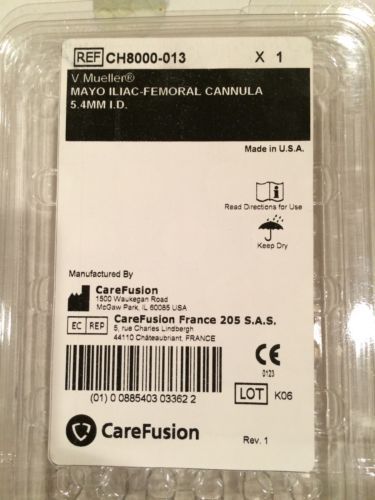 REF CH8000-013 X 1
V. Mueller®
MAYO ILIAC-FEMORAL CANNULA
5.4MM I.D.
Made in U.S.A.
Read Directions for Use
Keep Dry
Manufactured By
CareFusion
1500 Waukegan Road
McGaw Park, IL 60085 USA
EC REP CareFusion France 205 S.A.S.
5, rue Charles Lindbergh
44110 Châteaubriant, FRANCE
CE
0123
(01) 0 0885403 03362 2
LOT K06
CareFusion
Rev. 1